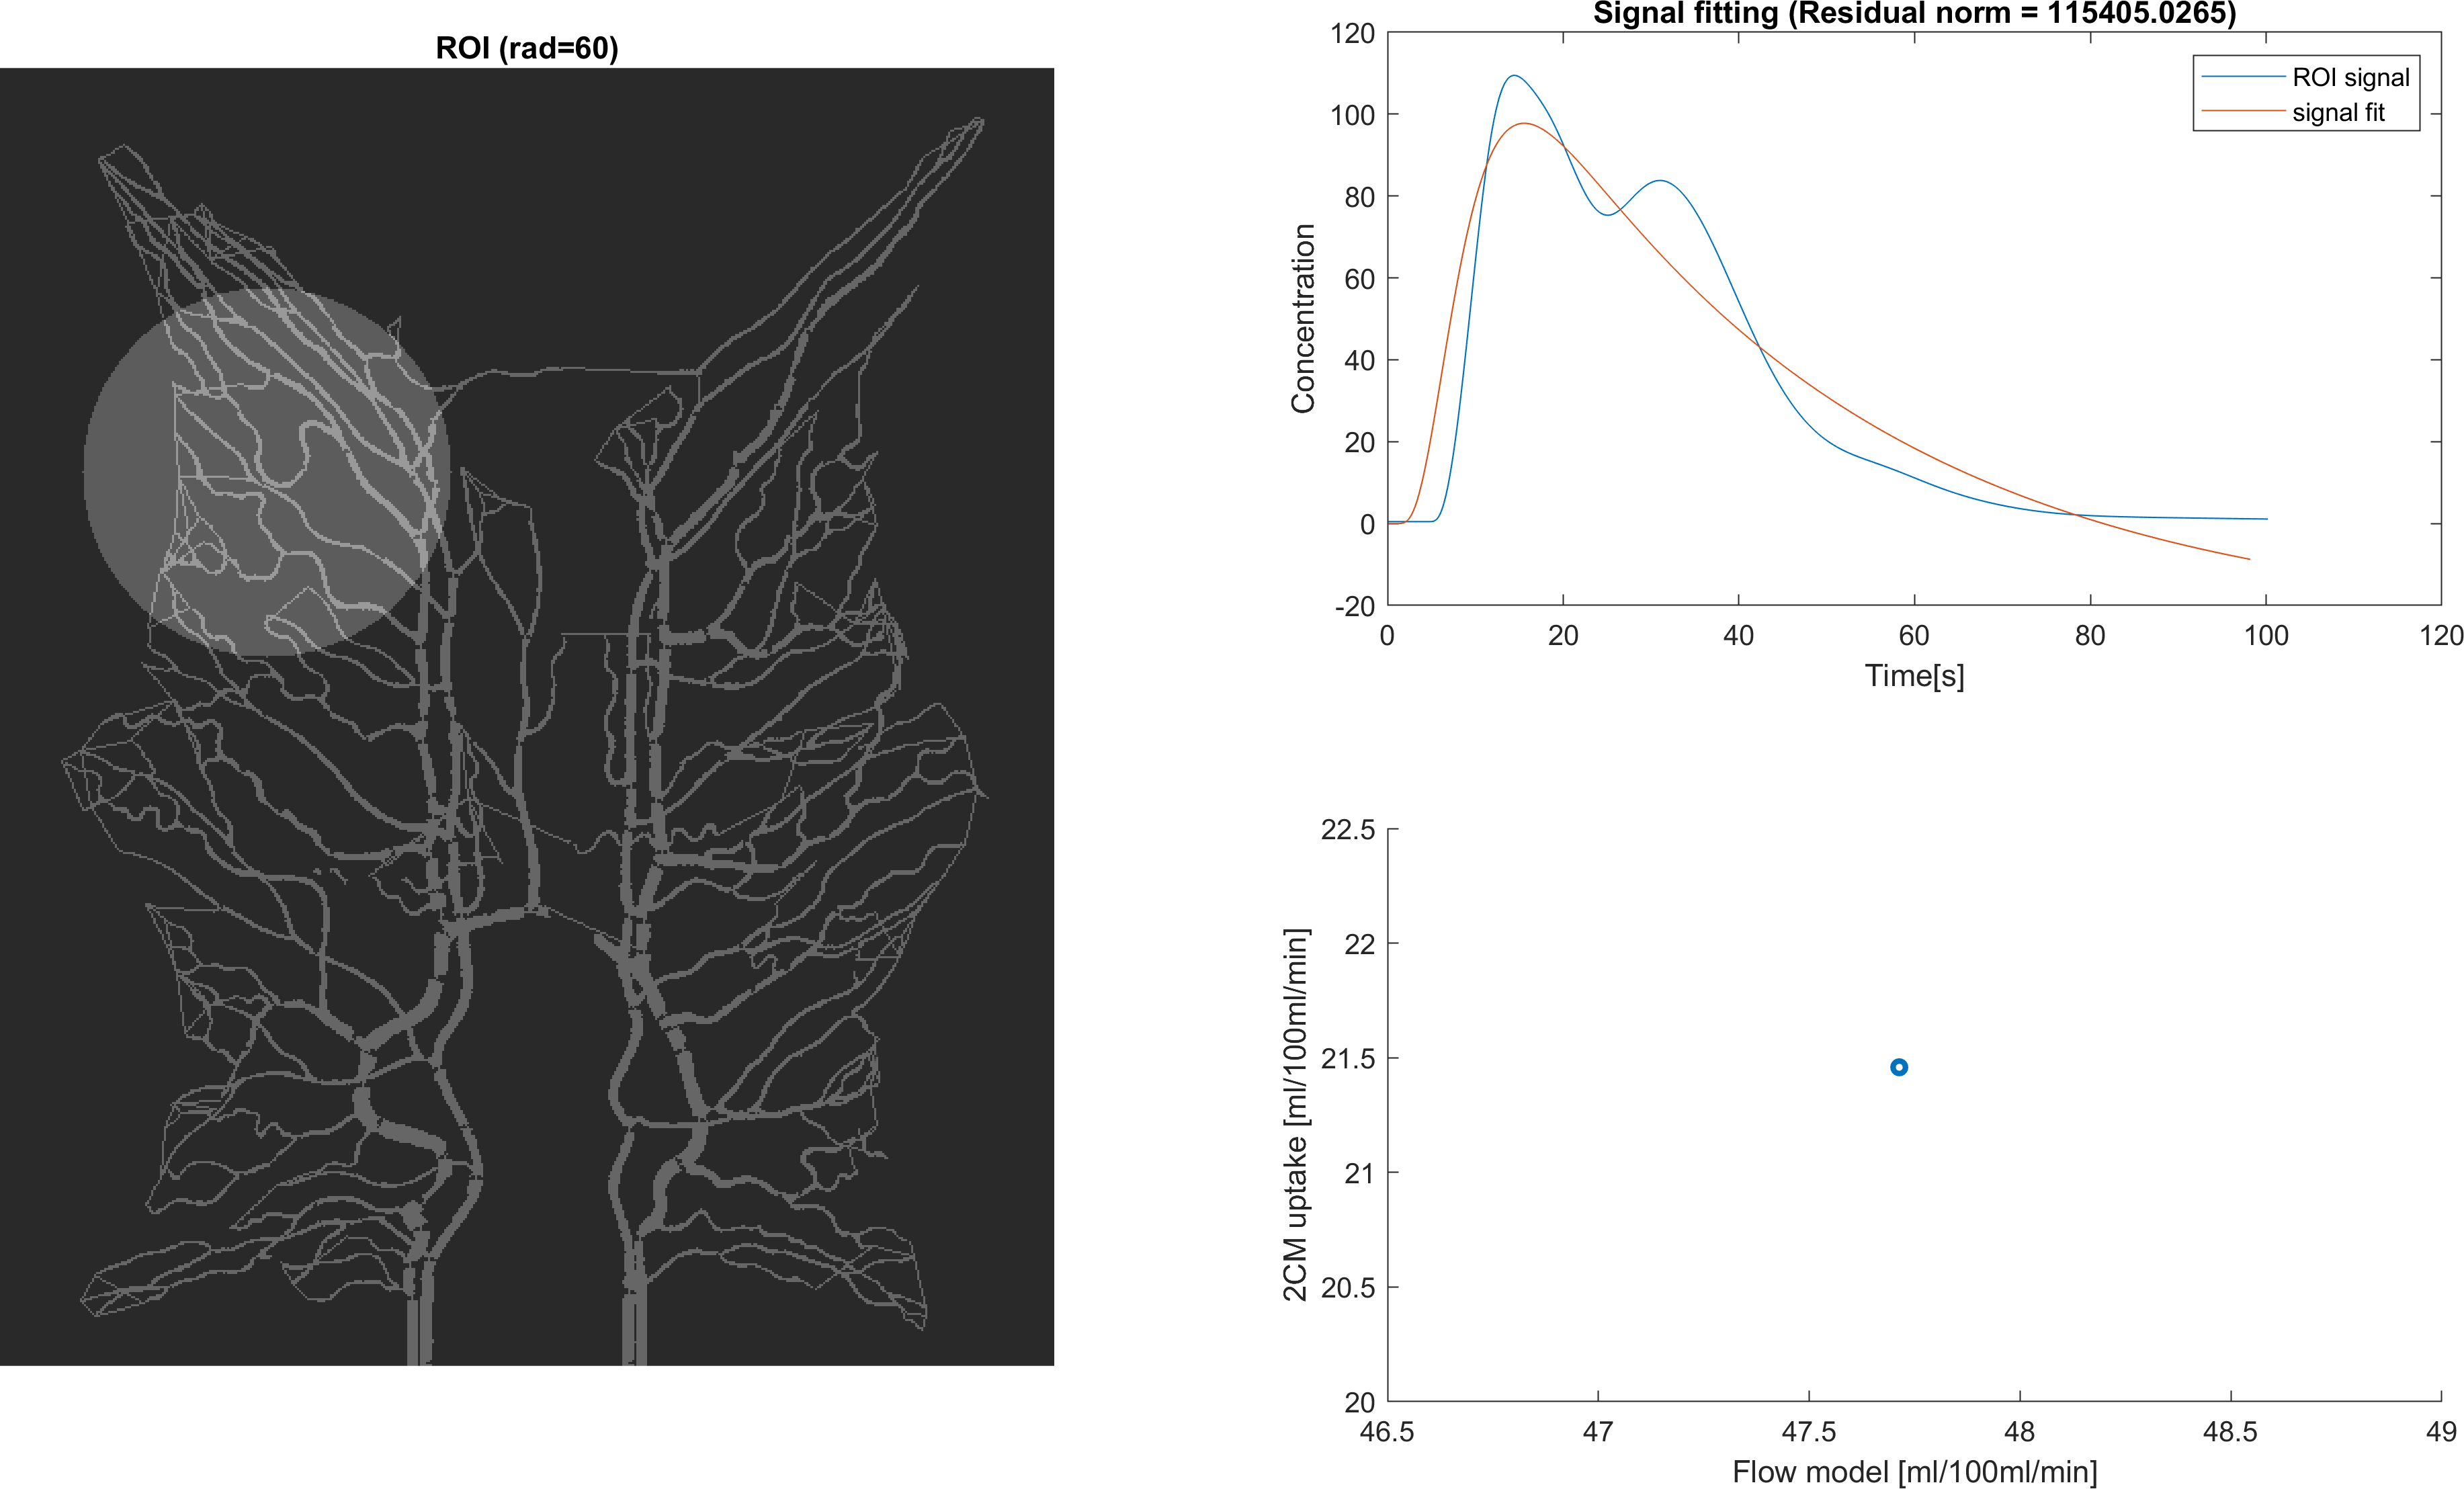 ROI (rad=60)
Signal fitting (Residual norm = 115405.0265)
120
100
80
60
40
20
0
-20
Concentration
ROI signal
signal fit
0 20 40 60 80 100 120
Time[s]
22.5
22
21.5
21
20.5
20
2CM uptake [ml/100ml/min]
46.5 47 47.5 48 48.5 49
Flow model [ml/100ml/min]